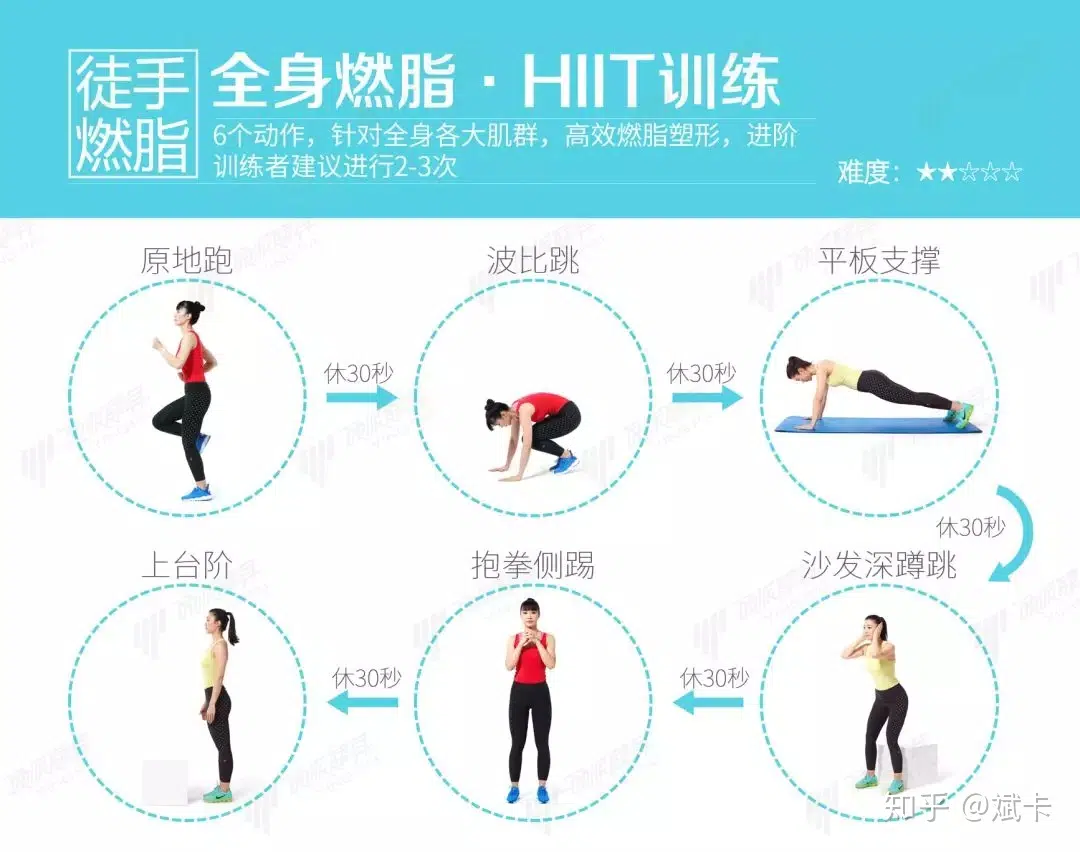 徒手
燃脂
全身燃脂·HIIT训练
6个动作，针对全身各大肌群，高效燃脂塑形，进阶
训练者建议进行2-3次
难度：★★☆☆☆
原地跑
休30秒
波比跳
休30秒
平板支撑
休30秒
沙发深蹲跳
休30秒
抱拳侧踢
休30秒
上台阶
知乎 @斌卡